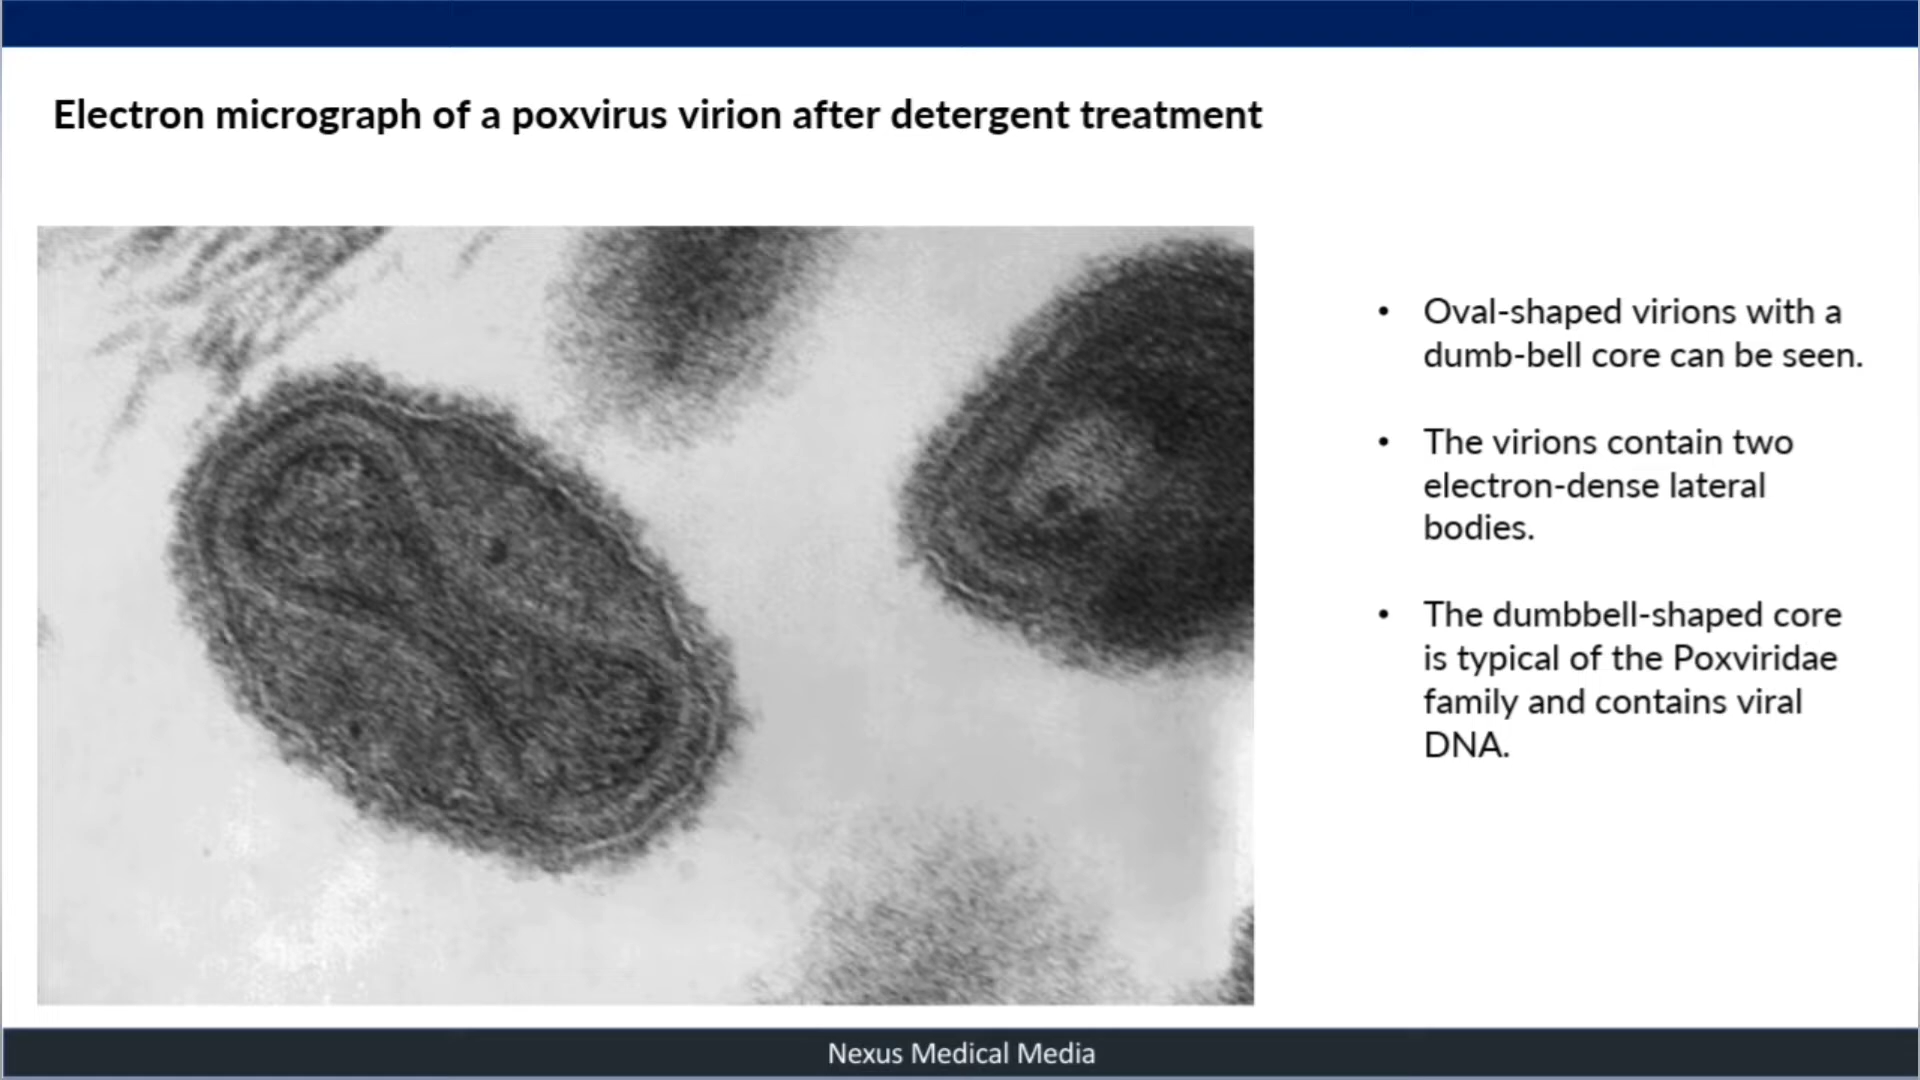 Electron micrograph of a poxvirus virion after detergent treatment
• Oval-shaped virions with a
dumb-bell core can be seen.
• The virions contain two
electron-dense lateral
bodies.
• The dumbbell-shaped core
is typical of the Poxviridae
family and contains viral
DNA.
Nexus Medical Media